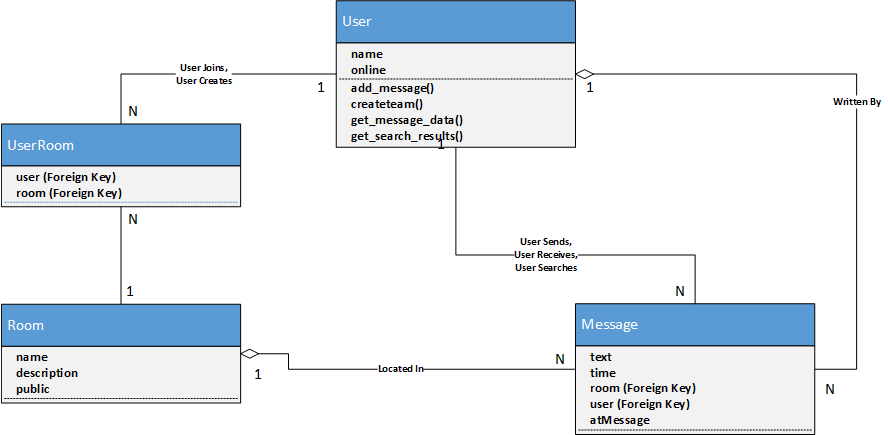 User
name
online
add_message()
createteam()
get_message_data()
get_search_results()
1
User Joins,
User Creates
1
N
1
Written By
N
UserRoom
user (Foreign Key)
room (Foreign Key)
N
1
User Sends,
User Receives,
User Searches
N
Room
name
description
public
1
Located In
N
Message
text
time
room (Foreign Key)
user (Foreign Key)
atMessage